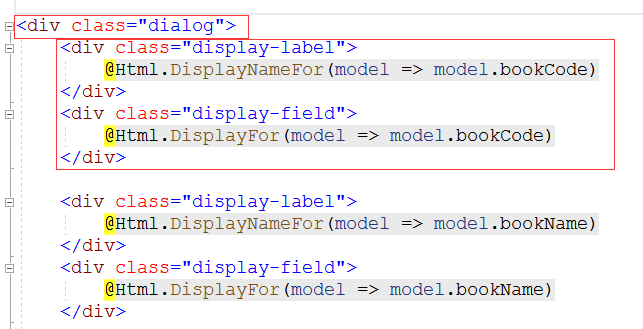 <div class="dialog">
<div class="display-label">
@Html.DisplayNameFor(model => model.bookCode)
</div>
<div class="display-field">
@Html.DisplayFor(model => model.bookCode)
</div>
<div class="display-label">
@Html.DisplayNameFor(model => model.bookName)
</div>
<div class="display-field">
@Html.DisplayFor(model => model.bookName)
</div>